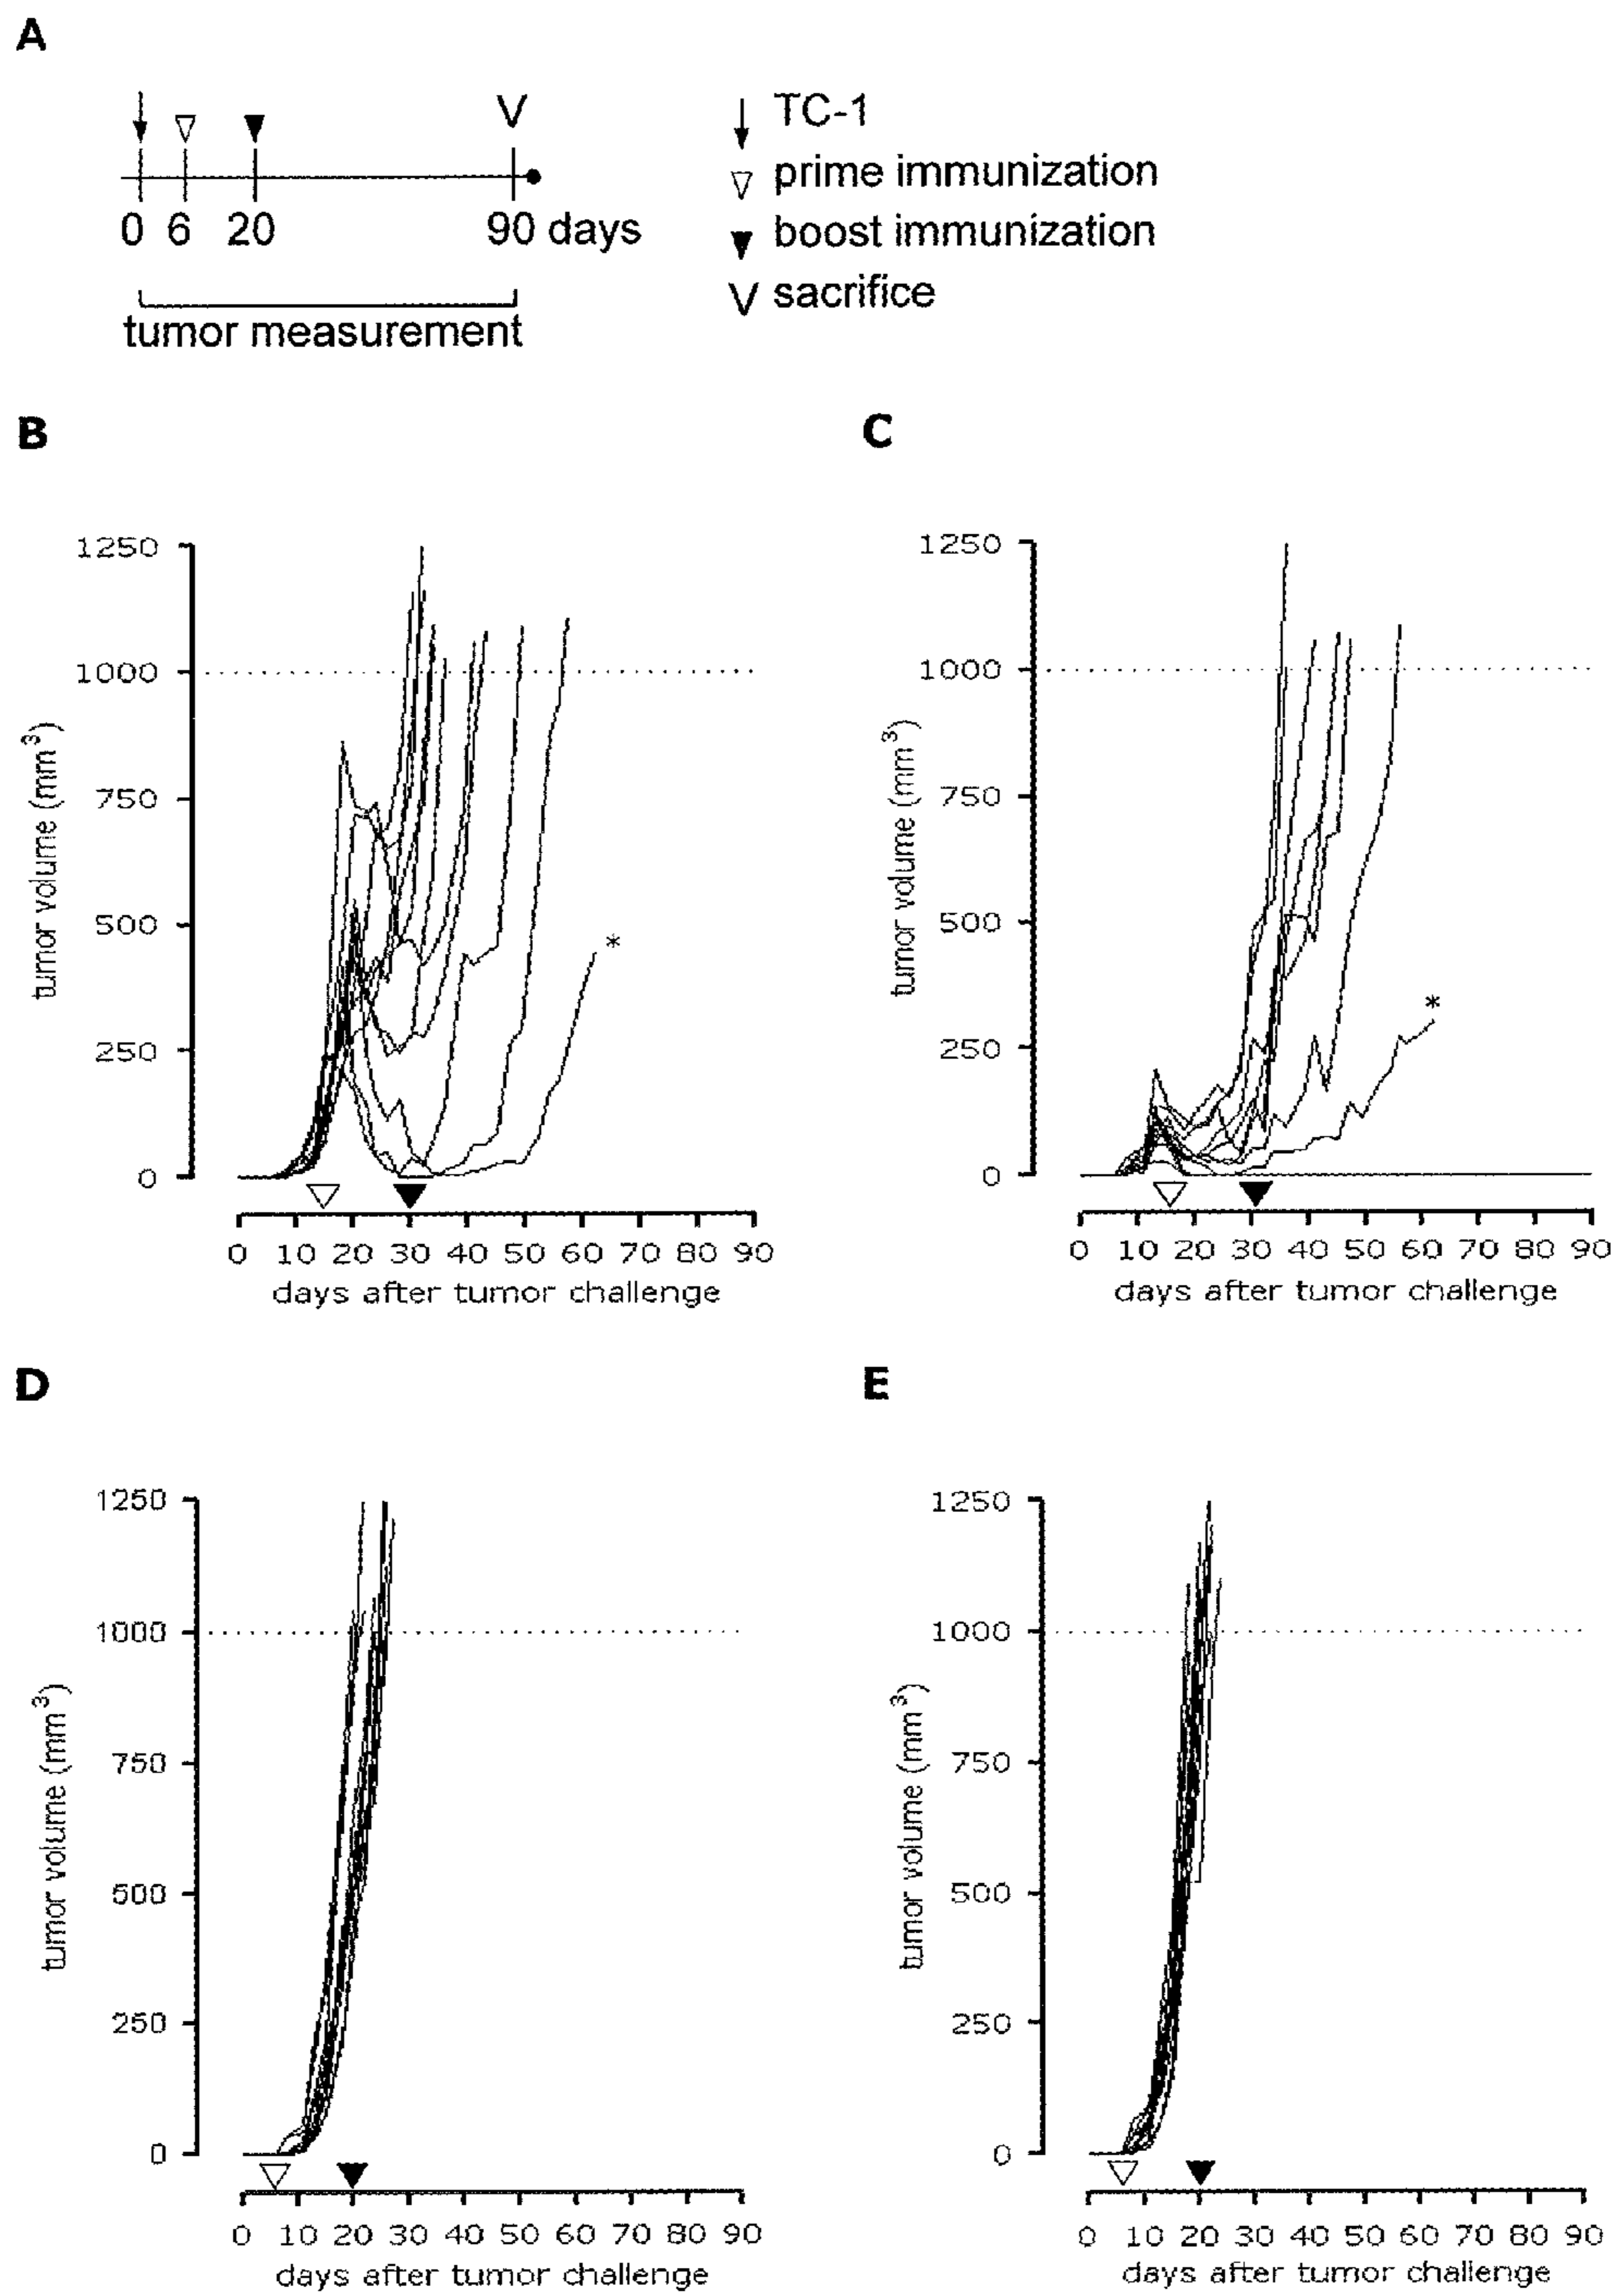 A
TC-1
prime immunization
boost immunization
V sacrifice
V
0 6 20 90 days
tumor measurement
B
1250
1000
750
500
250
0
tumor volume (mm3)
*
0 10 20 30 40 50 60 70 80 90
days after tumor challenge
C
1250
1000
750
500
250
0
tumor volume (mm3)
*
0 10 20 30 40 50 60 70 80 90
days after tumor challenge
D
1250
1000
750
500
250
0
tumor volume (mm3)
0 10 20 30 40 50 60 70 80 90
days after tumor challenge
E
1250
1000
750
500
250
0
tumor volume (mm3)
0 10 20 30 40 50 60 70 80 90
days after tumor challenge